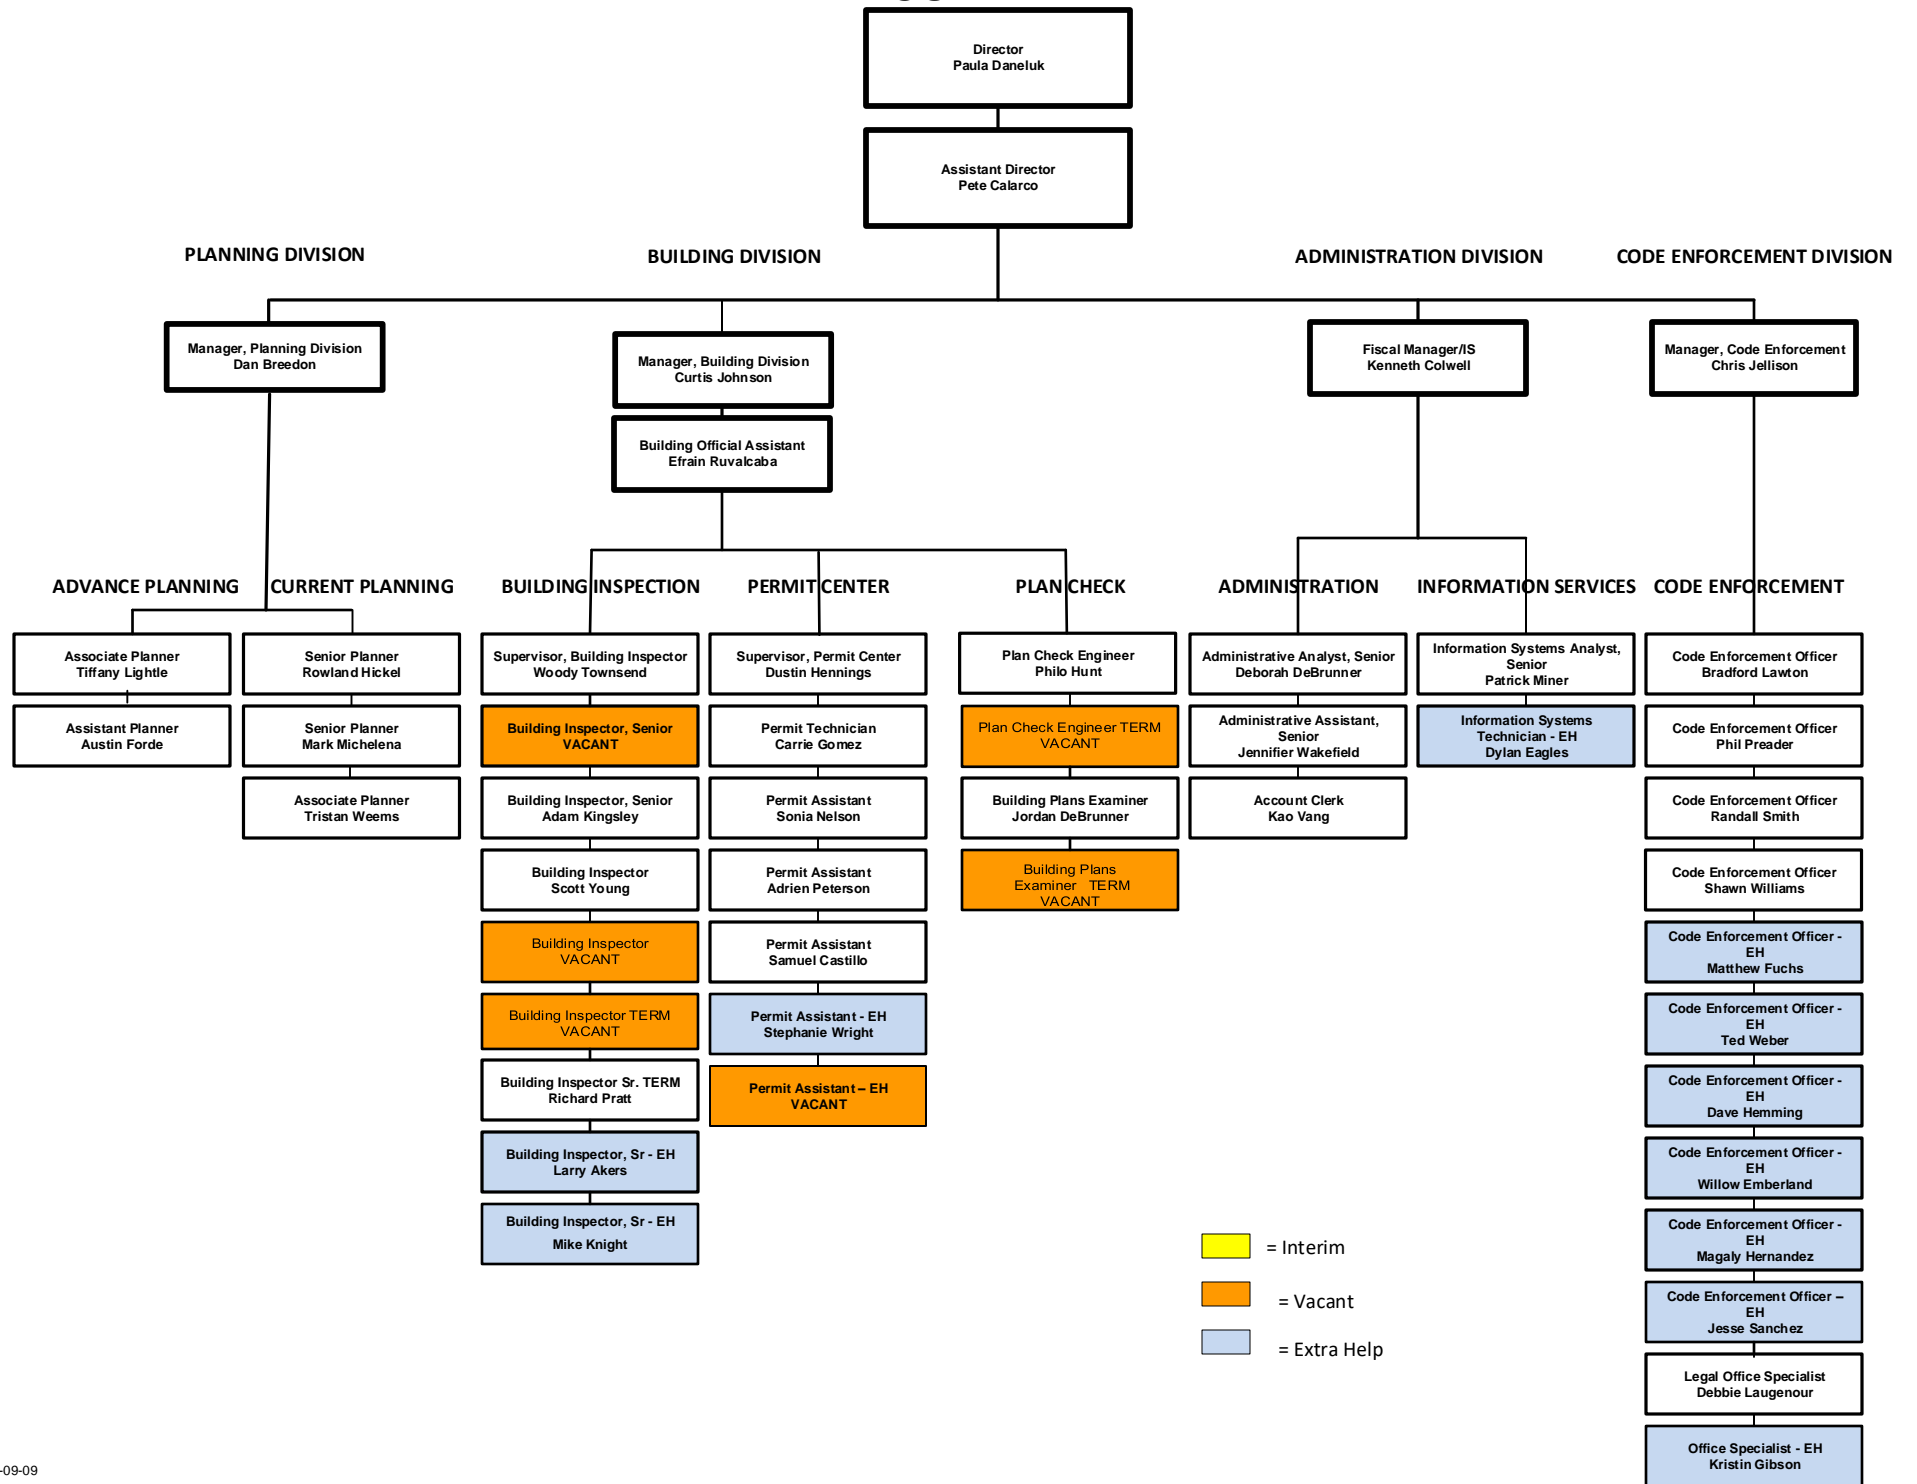 Director
Paula Daneluk
Assistant Director
Pete Calarco
PLANNING DIVISION
BUILDING DIVISION
ADMINISTRATION DIVISION
CODE ENFORCEMENT DIVISION
Manager, Planning Division
Dan Breedon
Manager, Building Division
Curtis Johnson
Building Official Assistant
Efrain Ruvalcaba
Fiscal Manager/IS
Kenneth Colwell
Manager, Code Enforcement
Chris Jellison
ADVANCE PLANNING
Associate Planner
Tiffany Lightle
Assistant Planner
Austin Forde
CURRENT PLANNING
Senior Planner
Rowland Hickel
Senior Planner
Mark Michelena
Associate Planner
Tristan Weems
BUILDING INSPECTION
Supervisor, Building Inspector
Woody Townsend
Building Inspector, Senior
VACANT
Building Inspector, Senior
Adam Kingsley
Building Inspector
Scott Young
Building Inspector
VACANT
Building Inspector TERM
VACANT
Building Inspector Sr. TERM
Richard Pratt
Building Inspector, Sr - EH
Larry Akers
Building Inspector, Sr - EH
Mike Knight
PERMIT CENTER
Supervisor, Permit Center
Dustin Hennings
Permit Technician
Carrie Gomez
Permit Assistant
Sonia Nelson
Permit Assistant
Adrien Peterson
Permit Assistant
Samuel Castillo
Permit Assistant - EH
Stephanie Wright
Permit Assistant – EH
VACANT
PLAN CHECK
Plan Check Engineer
Philo Hunt
Plan Check Engineer TERM
VACANT
Building Plans Examiner
Jordan DeBrunner
Building Plans
Examiner TERM
VACANT
ADMINISTRATION
Administrative Analyst, Senior
Deborah DeBrunner
Administrative Assistant,
Senior
Jennifier Wakefield
Account Clerk
Kao Vang
INFORMATION SERVICES
Information Systems Analyst,
Senior
Patrick Miner
Information Systems
Technician - EH
Dylan Eagles
CODE ENFORCEMENT
Code Enforcement Officer
Bradford Lawton
Code Enforcement Officer
Phil Preader
Code Enforcement Officer
Randall Smith
Code Enforcement Officer
Shawn Williams
Code Enforcement Officer -
EH
Matthew Fuchs
Code Enforcement Officer -
EH
Ted Weber
Code Enforcement Officer -
EH
Dave Hemming
Code Enforcement Officer -
EH
Willow Emberland
Code Enforcement Officer -
EH
Magaly Hernandez
Code Enforcement Officer –
EH
Jesse Sanchez
Legal Office Specialist
Debbie Laugenour
Office Specialist - EH
Kristin Gibson
= Interim
= Vacant
= Extra Help
-09-09